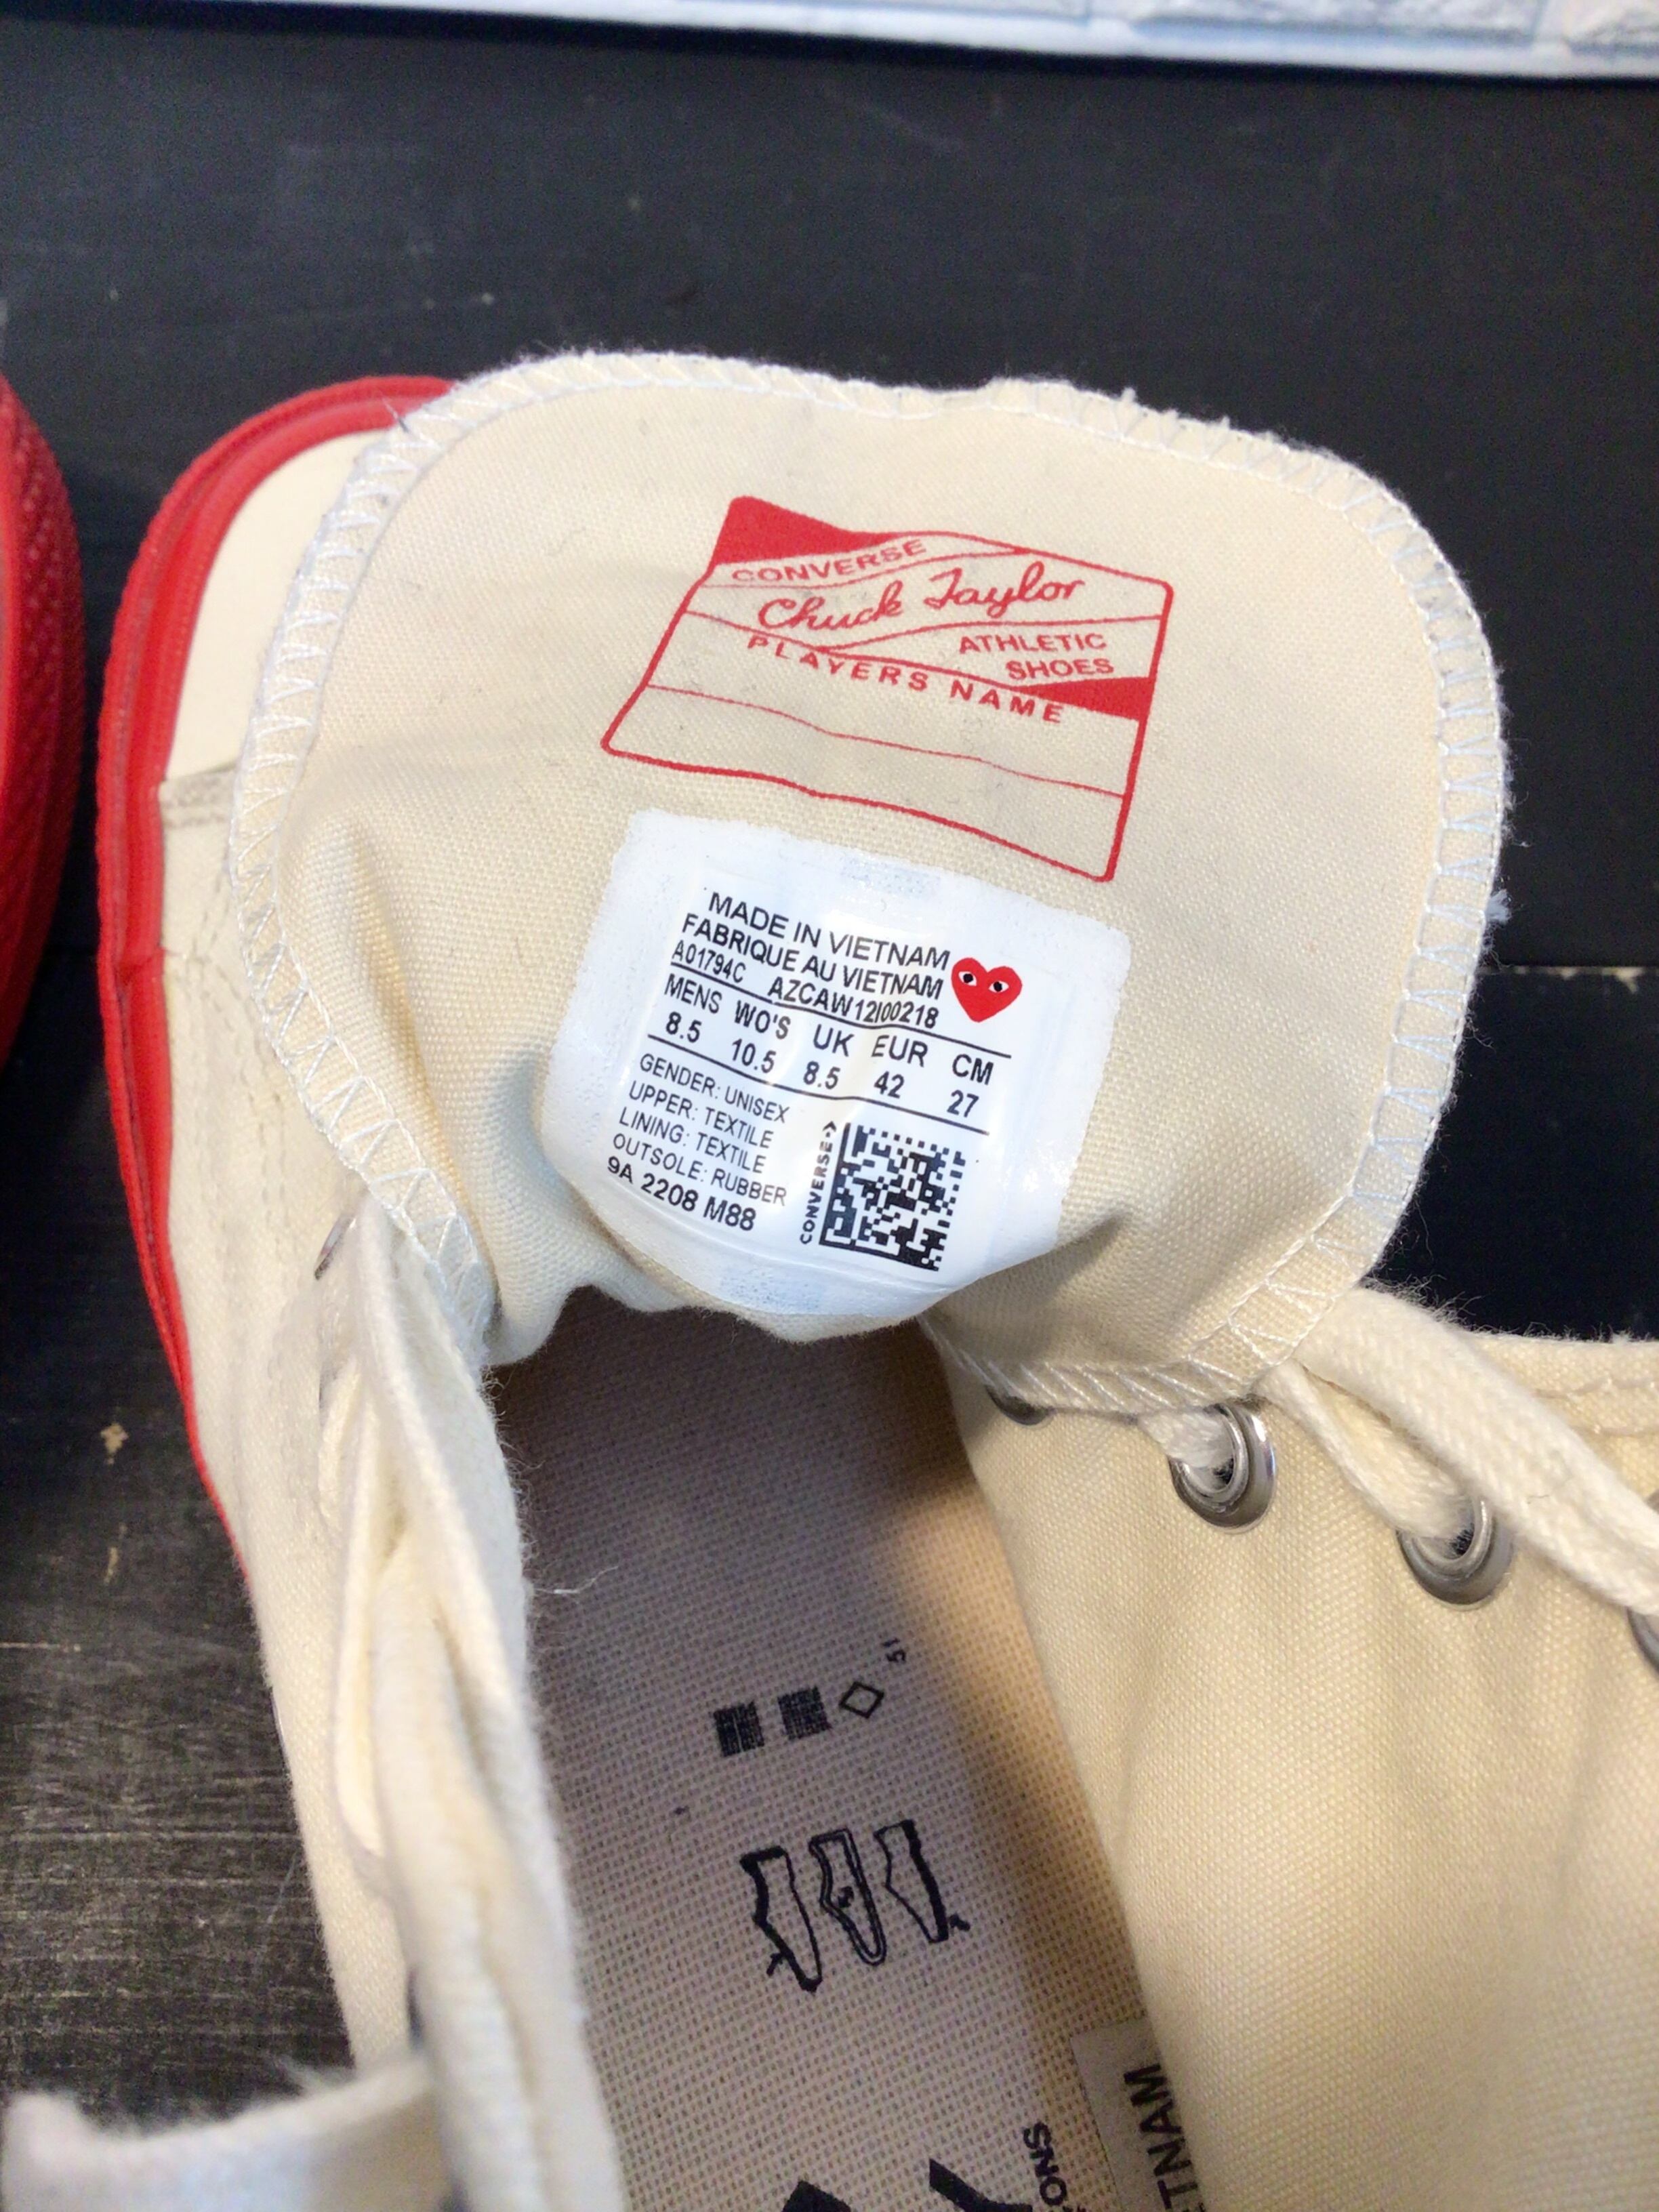 CONVERSE
Chuck Taylor
ATHLETIC
SHOES
PLAYERS NAME
MADE IN VIETNAM
FABRIQUE AU VIETNAM
A01794C AZCAW12I00218
MENS WO'S UK EUR CM
8.5 10.5 8.5 42 27
GENDER: UNISEX
UPPER: TEXTILE
LINING: TEXTILE
OUTSOLE: RUBBER
9A 2208 M88
CONVERSE
51